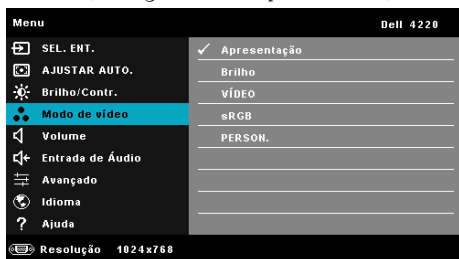 Menu Dell 4220
SEL. ENT.
AJUSTAR AUTO.
Brilho/Contr.
Modo de vídeo
Volume
Entrada de Áudio
Avançado
Idioma
? Ajuda
Apresentação
Brilho
VÍDEO
sRGB
PERSON.
Resolução 1024x768